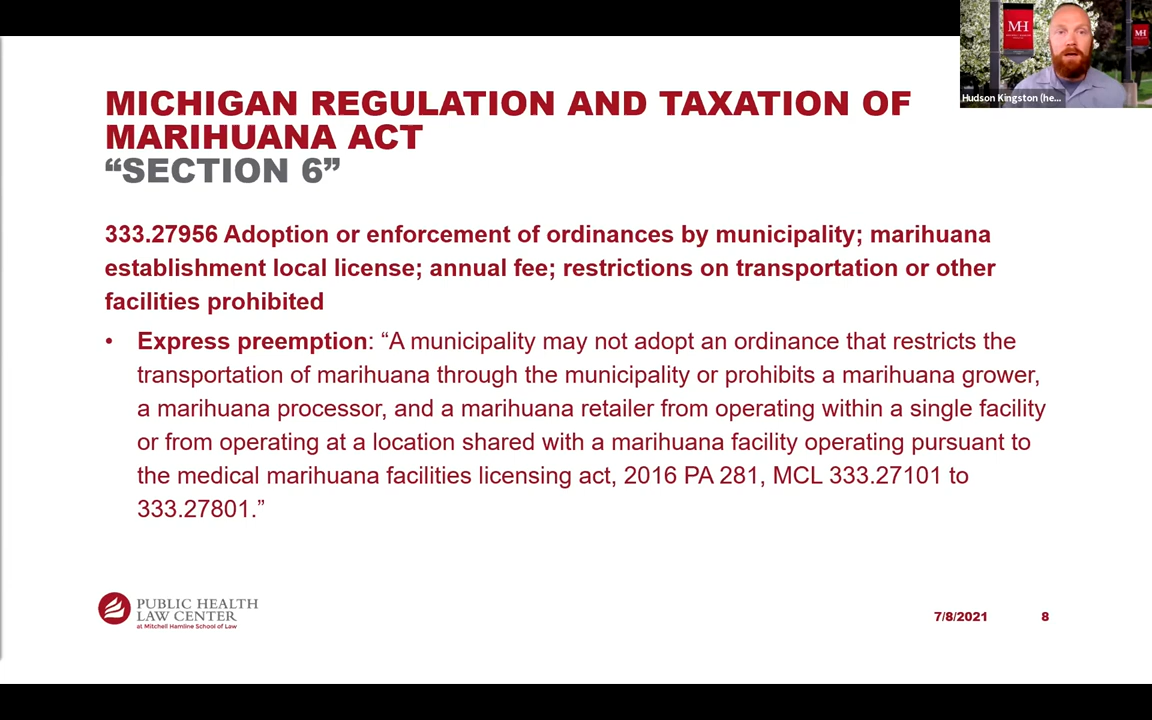 MICHIGAN REGULATION AND TAXATION OF
MARIHUANA ACT
“SECTION 6”
333.27956 Adoption or enforcement of ordinances by municipality; marihuana
establishment local license; annual fee; restrictions on transportation or other
facilities prohibited
• Express preemption: “A municipality may not adopt an ordinance that restricts the
transportation of marihuana through the municipality or prohibits a marihuana grower,
a marihuana processor, and a marihuana retailer from operating within a single facility
or from operating at a location shared with a marihuana facility operating pursuant to
the medical marihuana facilities licensing act, 2016 PA 281, MCL 333.27101 to
333.27801.”
PUBLIC HEALTH
LAW CENTER
at Mitchell Hamline School of Law
7/8/2021 8
MH
MH
Hudson Kingston (he...